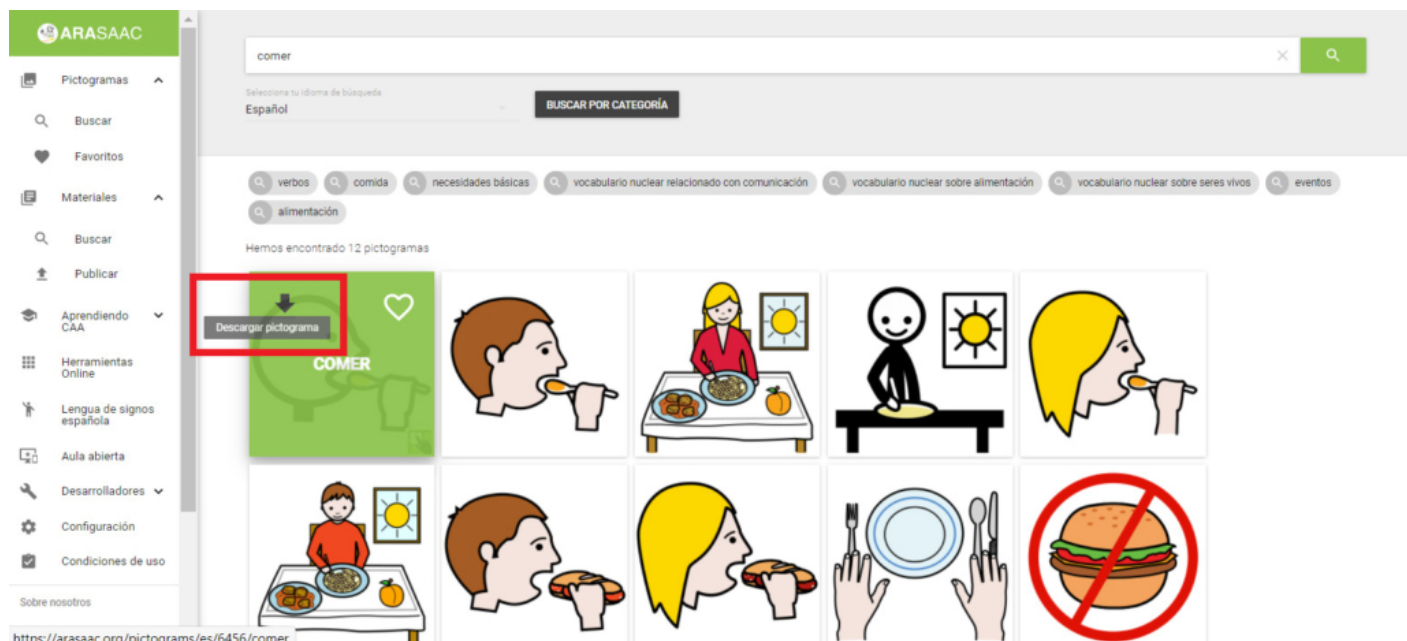 ARASAAC
Pictogramas
Buscar
Favoritos
Materiales
Buscar
Publicar
Aprendiendo
CAA
Herramientas
Online
Lengua de signos
española
Aula abierta
Desarrolladores
Configuración
Condiciones de uso
Sobre nosotros
https://arasaac.org/pictograms/es/6456/comer
comer
Selecciona tu idioma de búsqueda
Español
BUSCAR POR CATEGORÍA
verbos comida necesidades básicas vocabulario nuclear relacionado con comunicación vocabulario nuclear sobre alimentación vocabulario nuclear sobre seres vivos eventos
alimentación
Hemos encontrado 12 pictogramas
Descargar pictograma
COMER